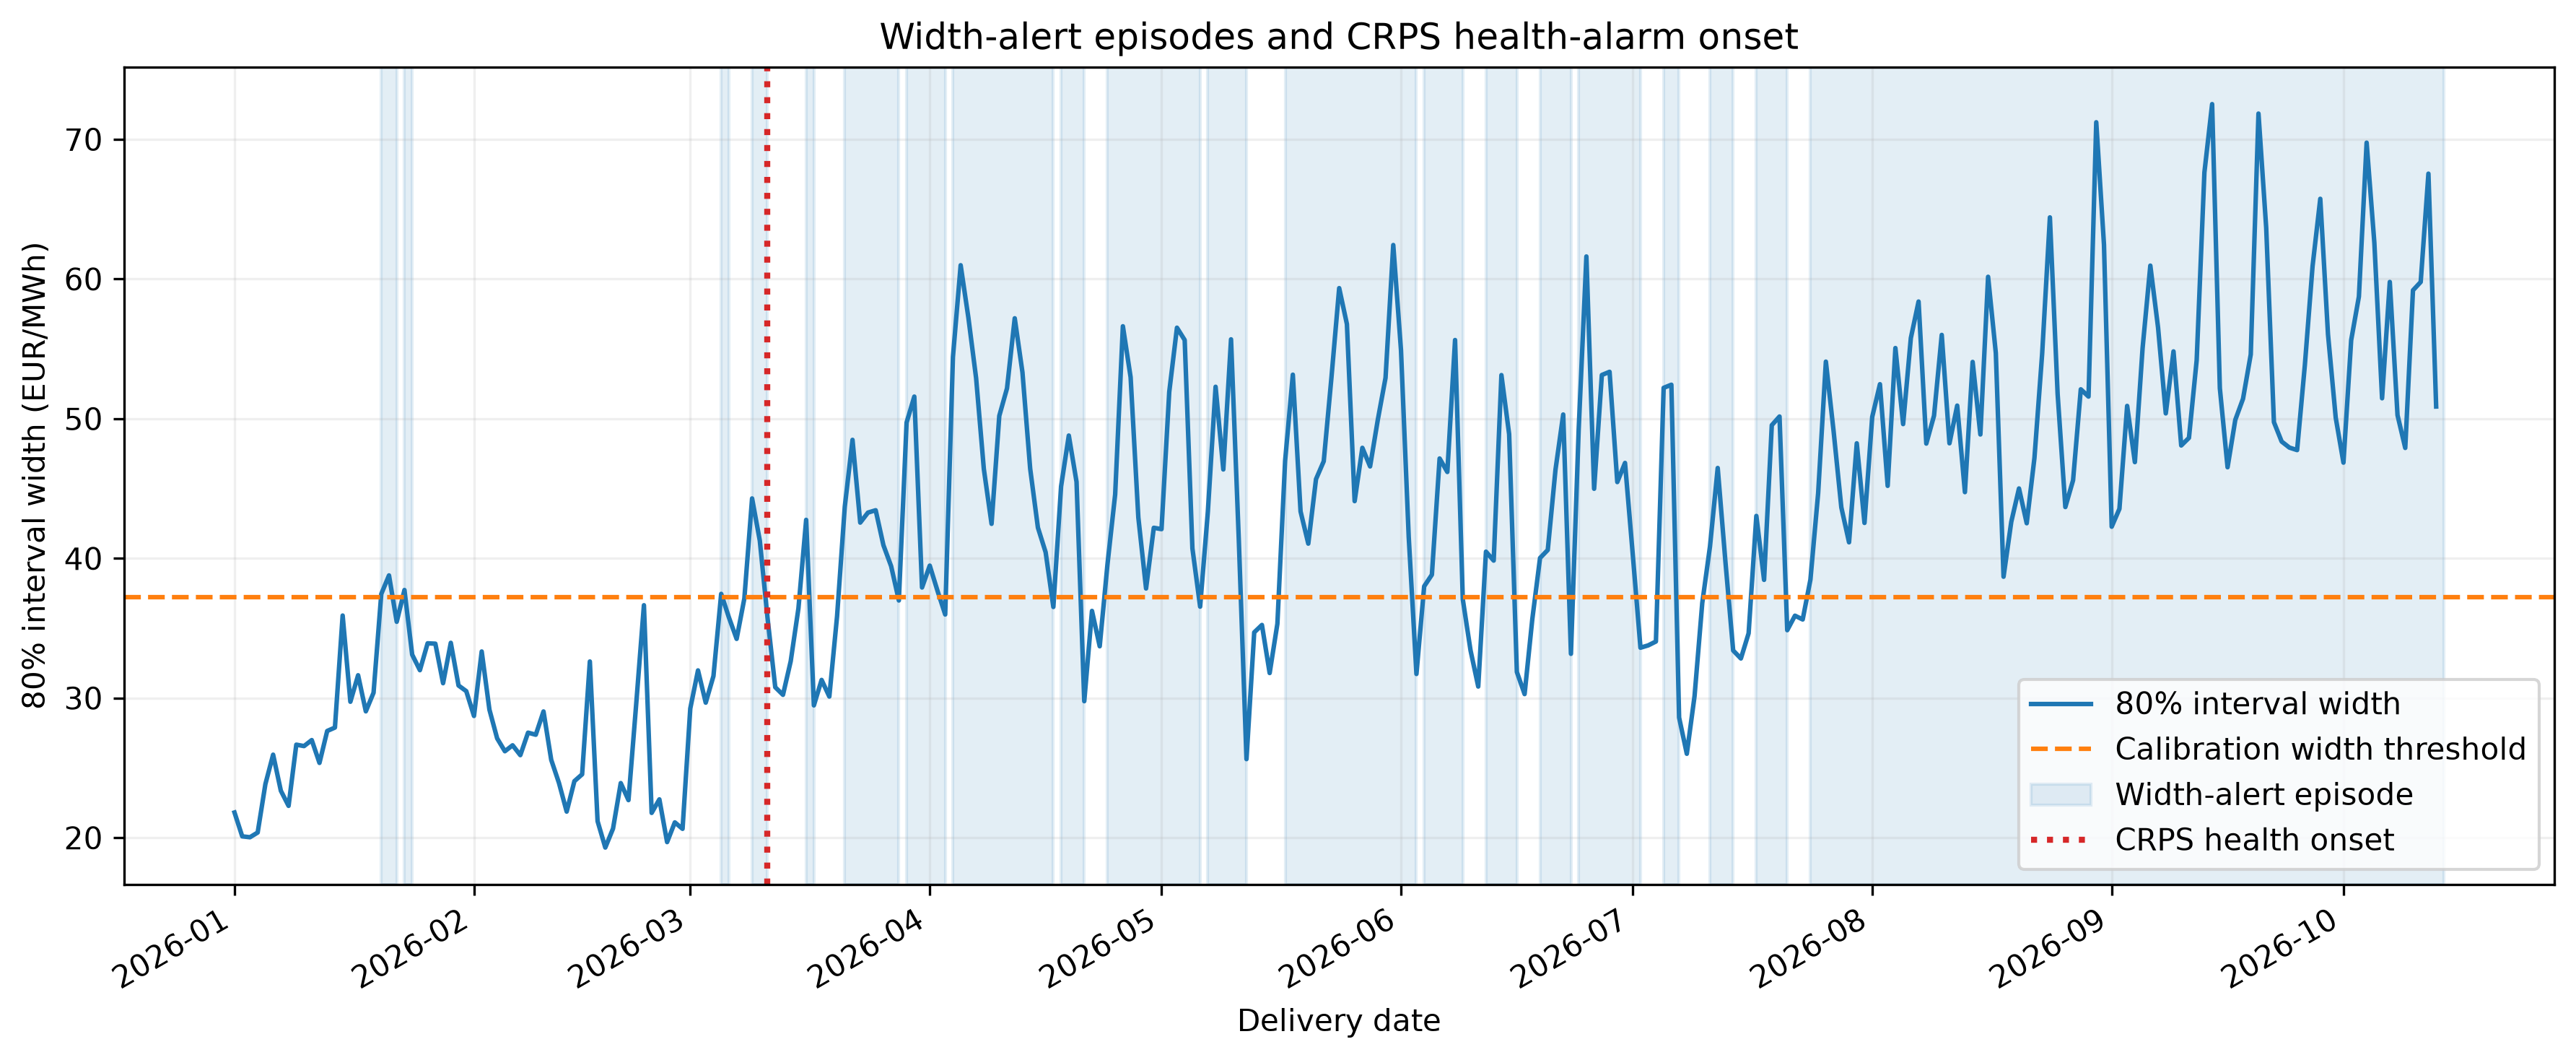 Width-alert episodes and CRPS health-alarm onset
80% interval width (EUR/MWh)
70
60
50
40
30
20
80% interval width
Calibration width threshold
Width-alert episode
CRPS health onset
2026-01
2026-02
2026-03
2026-04
2026-05
2026-06
2026-07
2026-08
2026-09
2026-10
Delivery date